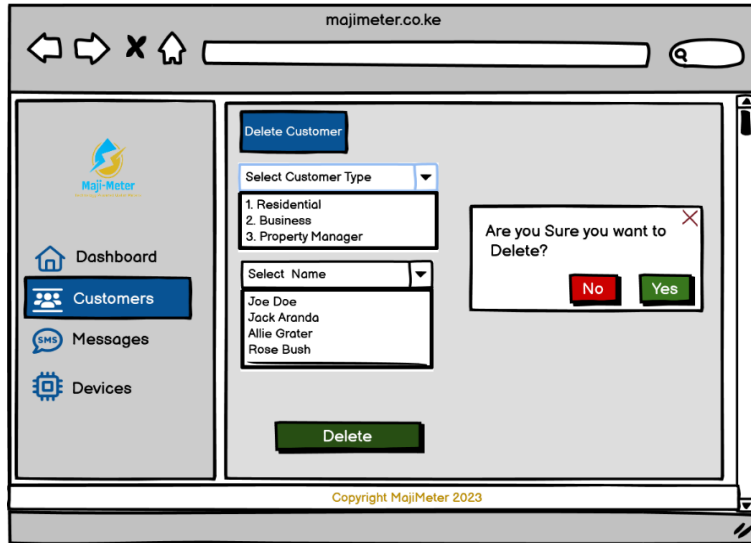 majimeter.co.ke
Maji-Meter
Dashboard
Customers
SMS
Messages
Devices
Delete Customer
Select Customer Type
1. Residential
2. Business
3. Property Manager
Select Name
Joe Doe
Jack Aranda
Allie Grater
Rose Bush
Delete
Are you Sure you want to
Delete?
No
Yes
Copyright MajiMeter 2023